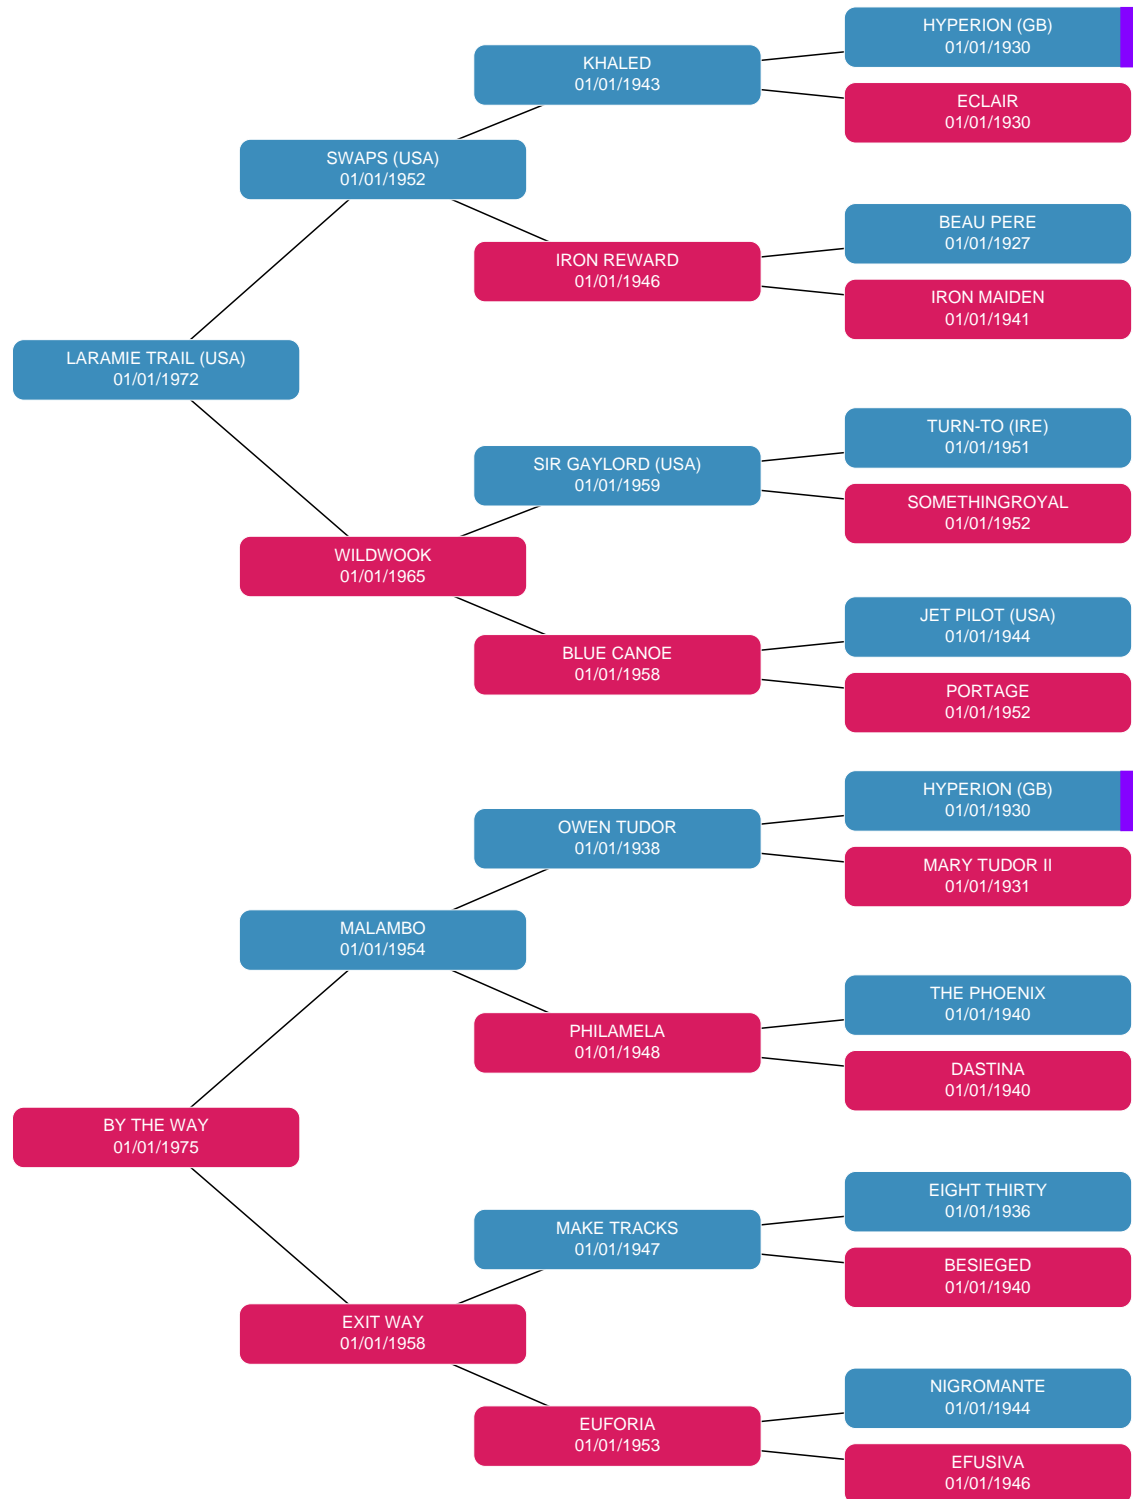 HYPERION (GB)
01/01/1930
KHALED
01/01/1943
ECLAIR
01/01/1930
SWAPS (USA)
01/01/1952
BEAU PERE
01/01/1927
IRON REWARD
01/01/1946
IRON MAIDEN
01/01/1941
LARAMIE TRAIL (USA)
01/01/1972
TURN-TO (IRE)
01/01/1951
SIR GAYLORD (USA)
01/01/1959
SOMETHINGROYAL
01/01/1952
WILDWOOK
01/01/1965
JET PILOT (USA)
01/01/1944
BLUE CANOE
01/01/1958
PORTAGE
01/01/1952
HYPERION (GB)
01/01/1930
OWEN TUDOR
01/01/1938
MARY TUDOR II
01/01/1931
MALAMBO
01/01/1954
THE PHOENIX
01/01/1940
PHILAMELA
01/01/1948
DASTINA
01/01/1940
BY THE WAY
01/01/1975
EIGHT THIRTY
01/01/1936
MAKE TRACKS
01/01/1947
BESIEGED
01/01/1940
EXIT WAY
01/01/1958
NIGROMANTE
01/01/1944
EUFORIA
01/01/1953
EFUSIVA
01/01/1946